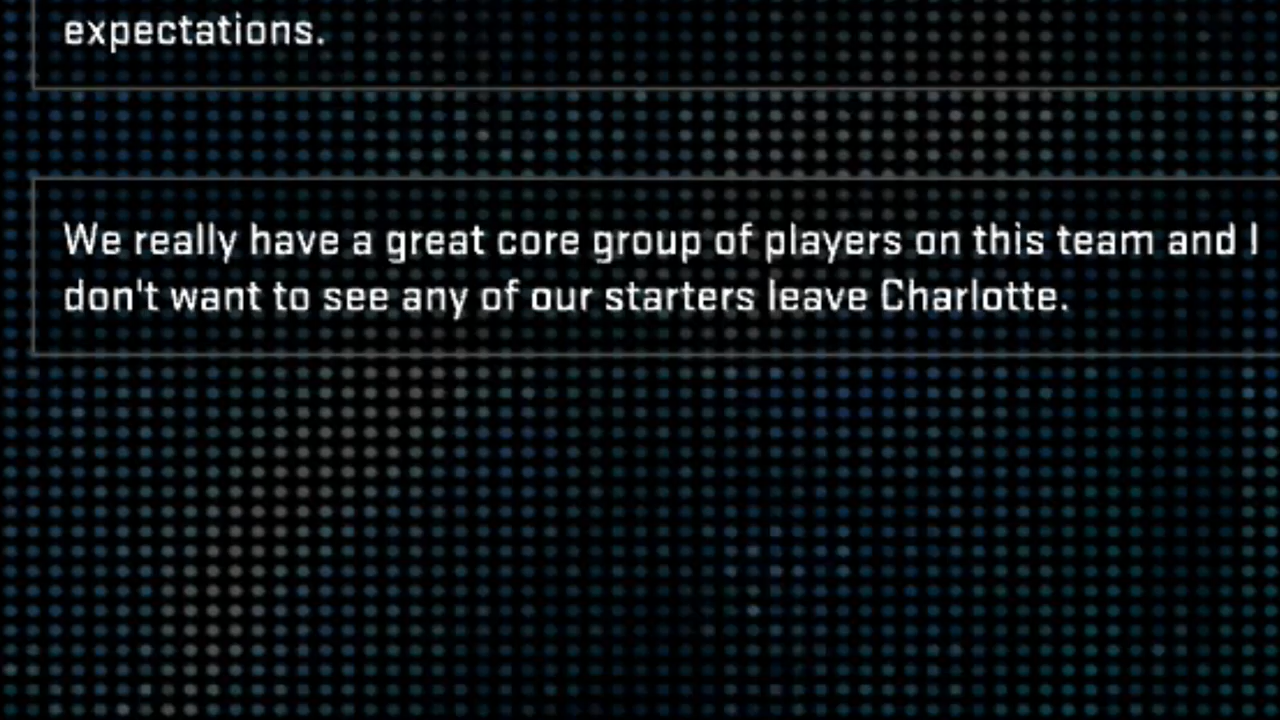 expectations.
We really have a great core group of players on this team and I
don't want to see any of our starters leave Charlotte.